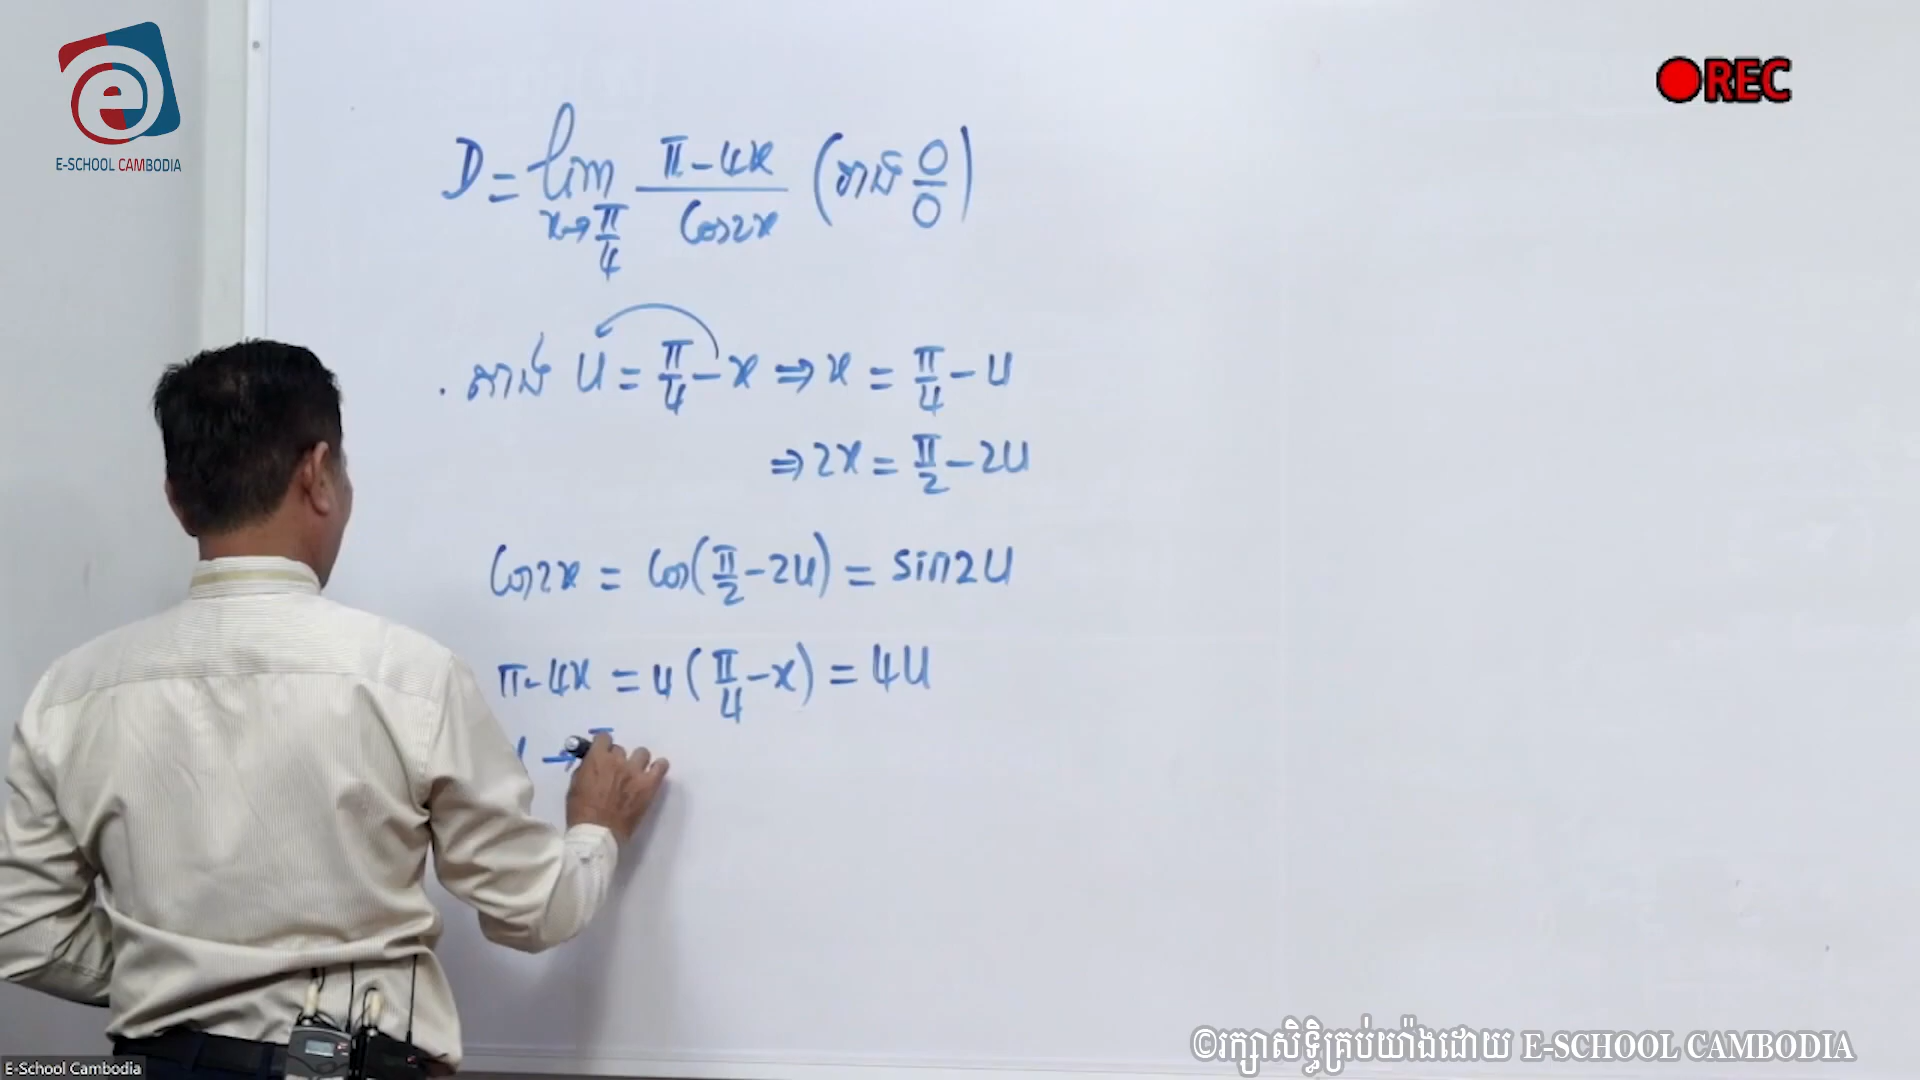 E-SCHOOL CAMBODIA
REC
D = lim x→π/4 (π-4x)/(cos2x) (រាង 0/0)
. តាង u = π/4 - x ⇒ x = π/4 - u
⇒ 2x = π/2 - 2u
cos2x = cos(π/2 - 2u) = sin2u
π-4x = 4(π/4 - x) = 4u
→
©រក្សាសិទ្ធិគ្រប់យ៉ាងដោយ E-SCHOOL CAMBODIA
E-School Cambodia